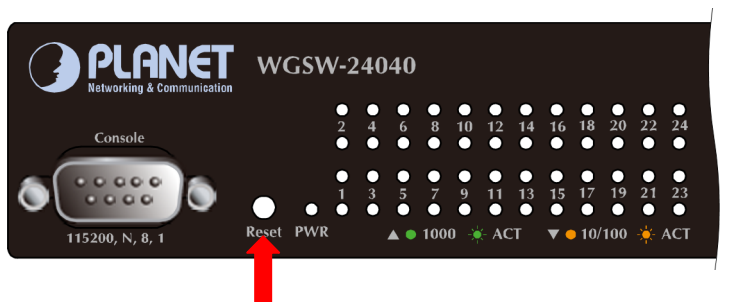 PLANET
Networking & Communication
WGSW-24040
Console
115200, N, 8, 1
2 4 6 8 10 12 14 16 18 20 22 24
1 3 5 7 9 11 13 15 17 19 21 23
Reset PWR
1000 ACT 10/100 ACT